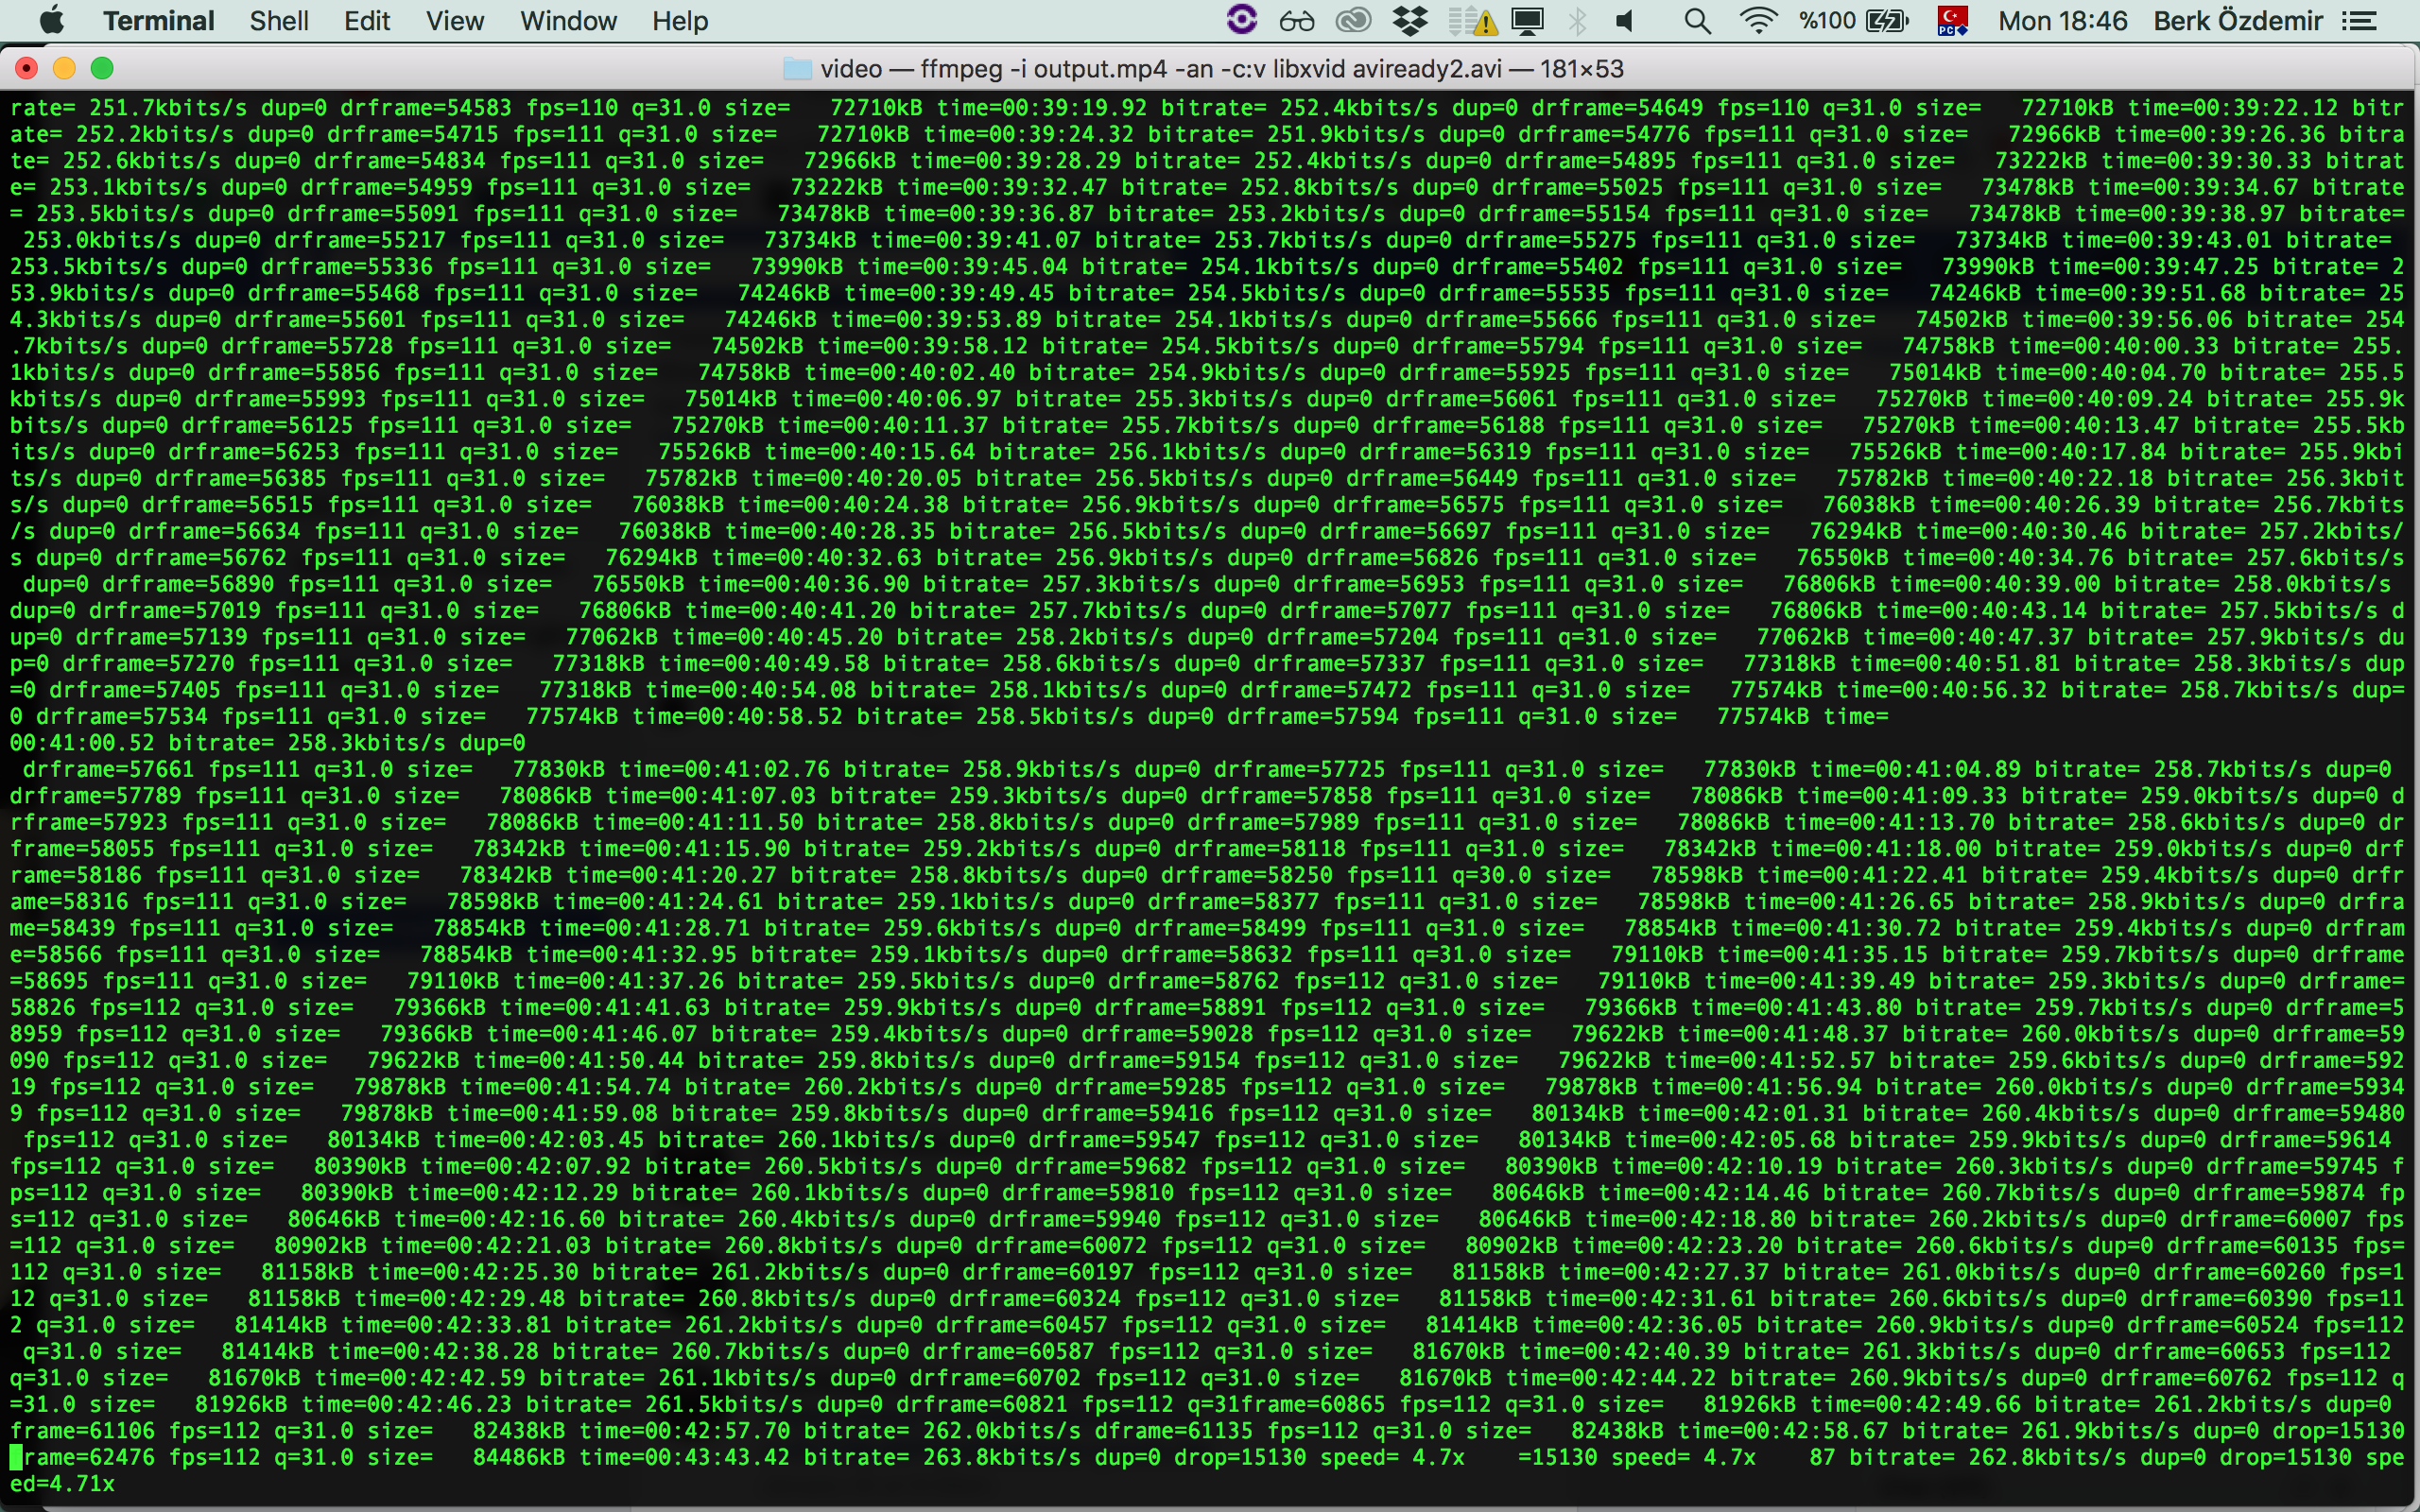 Terminal Shell Edit View Window Help %100 PC Mon 18:46 Berk Özdemir
video — ffmpeg -i output.mp4 -an -c:v libxvid aviready2.avi — 181×53
rate= 251.7kbits/s dup=0 drframe=54583 fps=110 q=31.0 size=   72710kB time=00:39:19.92 bitrate= 252.4kbits/s dup=0 drframe=54649 fps=110 q=31.0 size=   72710kB time=00:39:22.12 bitr
ate= 252.2kbits/s dup=0 drframe=54715 fps=111 q=31.0 size=   72710kB time=00:39:24.32 bitrate= 251.9kbits/s dup=0 drframe=54776 fps=111 q=31.0 size=   72966kB time=00:39:26.36 bitra
te= 252.6kbits/s dup=0 drframe=54834 fps=111 q=31.0 size=   72966kB time=00:39:28.29 bitrate= 252.4kbits/s dup=0 drframe=54895 fps=111 q=31.0 size=   73222kB time=00:39:30.33 bitrat
e= 253.1kbits/s dup=0 drframe=54959 fps=111 q=31.0 size=   73222kB time=00:39:32.47 bitrate= 252.8kbits/s dup=0 drframe=55025 fps=111 q=31.0 size=   73478kB time=00:39:34.67 bitrate
= 253.5kbits/s dup=0 drframe=55091 fps=111 q=31.0 size=   73478kB time=00:39:36.87 bitrate= 253.2kbits/s dup=0 drframe=55154 fps=111 q=31.0 size=   73478kB time=00:39:38.97 bitrate=
 253.0kbits/s dup=0 drframe=55217 fps=111 q=31.0 size=   73734kB time=00:39:41.07 bitrate= 253.7kbits/s dup=0 drframe=55275 fps=111 q=31.0 size=   73734kB time=00:39:43.01 bitrate=
253.5kbits/s dup=0 drframe=55336 fps=111 q=31.0 size=   73990kB time=00:39:45.04 bitrate= 254.1kbits/s dup=0 drframe=55402 fps=111 q=31.0 size=   73990kB time=00:39:47.25 bitrate= 2
53.9kbits/s dup=0 drframe=55468 fps=111 q=31.0 size=   74246kB time=00:39:49.45 bitrate= 254.5kbits/s dup=0 drframe=55535 fps=111 q=31.0 size=   74246kB time=00:39:51.68 bitrate= 25
4.3kbits/s dup=0 drframe=55601 fps=111 q=31.0 size=   74246kB time=00:39:53.89 bitrate= 254.1kbits/s dup=0 drframe=55666 fps=111 q=31.0 size=   74502kB time=00:39:56.06 bitrate= 254
.7kbits/s dup=0 drframe=55728 fps=111 q=31.0 size=   74502kB time=00:39:58.12 bitrate= 254.5kbits/s dup=0 drframe=55794 fps=111 q=31.0 size=   74758kB time=00:40:00.33 bitrate= 255.
1kbits/s dup=0 drframe=55856 fps=111 q=31.0 size=   74758kB time=00:40:02.40 bitrate= 254.9kbits/s dup=0 drframe=55925 fps=111 q=31.0 size=   75014kB time=00:40:04.70 bitrate= 255.5
kbits/s dup=0 drframe=55993 fps=111 q=31.0 size=   75014kB time=00:40:06.97 bitrate= 255.3kbits/s dup=0 drframe=56061 fps=111 q=31.0 size=   75270kB time=00:40:09.24 bitrate= 255.9k
bits/s dup=0 drframe=56125 fps=111 q=31.0 size=   75270kB time=00:40:11.37 bitrate= 255.7kbits/s dup=0 drframe=56188 fps=111 q=31.0 size=   75270kB time=00:40:13.47 bitrate= 255.5kb
its/s dup=0 drframe=56253 fps=111 q=31.0 size=   75526kB time=00:40:15.64 bitrate= 256.1kbits/s dup=0 drframe=56319 fps=111 q=31.0 size=   75526kB time=00:40:17.84 bitrate= 255.9kbi
ts/s dup=0 drframe=56385 fps=111 q=31.0 size=   75782kB time=00:40:20.05 bitrate= 256.5kbits/s dup=0 drframe=56449 fps=111 q=31.0 size=   75782kB time=00:40:22.18 bitrate= 256.3kbit
s/s dup=0 drframe=56515 fps=111 q=31.0 size=   76038kB time=00:40:24.38 bitrate= 256.9kbits/s dup=0 drframe=56575 fps=111 q=31.0 size=   76038kB time=00:40:26.39 bitrate= 256.7kbits
/s dup=0 drframe=56634 fps=111 q=31.0 size=   76038kB time=00:40:28.35 bitrate= 256.5kbits/s dup=0 drframe=56697 fps=111 q=31.0 size=   76294kB time=00:40:30.46 bitrate= 257.2kbits/
s dup=0 drframe=56762 fps=111 q=31.0 size=   76294kB time=00:40:32.63 bitrate= 256.9kbits/s dup=0 drframe=56826 fps=111 q=31.0 size=   76550kB time=00:40:34.76 bitrate= 257.6kbits/s
 dup=0 drframe=56890 fps=111 q=31.0 size=   76550kB time=00:40:36.90 bitrate= 257.3kbits/s dup=0 drframe=56953 fps=111 q=31.0 size=   76806kB time=00:40:39.00 bitrate= 258.0kbits/s
dup=0 drframe=57019 fps=111 q=31.0 size=   76806kB time=00:40:41.20 bitrate= 257.7kbits/s dup=0 drframe=57077 fps=111 q=31.0 size=   76806kB time=00:40:43.14 bitrate= 257.5kbits/s d
up=0 drframe=57139 fps=111 q=31.0 size=   77062kB time=00:40:45.20 bitrate= 258.2kbits/s dup=0 drframe=57204 fps=111 q=31.0 size=   77062kB time=00:40:47.37 bitrate= 257.9kbits/s du
p=0 drframe=57270 fps=111 q=31.0 size=   77318kB time=00:40:49.58 bitrate= 258.6kbits/s dup=0 drframe=57337 fps=111 q=31.0 size=   77318kB time=00:40:51.81 bitrate= 258.3kbits/s dup
=0 drframe=57405 fps=111 q=31.0 size=   77318kB time=00:40:54.08 bitrate= 258.1kbits/s dup=0 drframe=57472 fps=111 q=31.0 size=   77574kB time=00:40:56.32 bitrate= 258.7kbits/s dup=
0 drframe=57534 fps=111 q=31.0 size=   77574kB time=00:40:58.52 bitrate= 258.5kbits/s dup=0 drframe=57594 fps=111 q=31.0 size=   77574kB time=
00:41:00.52 bitrate= 258.3kbits/s dup=0
 drframe=57661 fps=111 q=31.0 size=   77830kB time=00:41:02.76 bitrate= 258.9kbits/s dup=0 drframe=57725 fps=111 q=31.0 size=   77830kB time=00:41:04.89 bitrate= 258.7kbits/s dup=0
drframe=57789 fps=111 q=31.0 size=   78086kB time=00:41:07.03 bitrate= 259.3kbits/s dup=0 drframe=57858 fps=111 q=31.0 size=   78086kB time=00:41:09.33 bitrate= 259.0kbits/s dup=0 d
rframe=57923 fps=111 q=31.0 size=   78086kB time=00:41:11.50 bitrate= 258.8kbits/s dup=0 drframe=57989 fps=111 q=31.0 size=   78086kB time=00:41:13.70 bitrate= 258.6kbits/s dup=0 dr
frame=58055 fps=111 q=31.0 size=   78342kB time=00:41:15.90 bitrate= 259.2kbits/s dup=0 drframe=58118 fps=111 q=31.0 size=   78342kB time=00:41:18.00 bitrate= 259.0kbits/s dup=0 drf
rame=58186 fps=111 q=31.0 size=   78342kB time=00:41:20.27 bitrate= 258.8kbits/s dup=0 drframe=58250 fps=111 q=30.0 size=   78598kB time=00:41:22.41 bitrate= 259.4kbits/s dup=0 drfr
ame=58316 fps=111 q=31.0 size=   78598kB time=00:41:24.61 bitrate= 259.1kbits/s dup=0 drframe=58377 fps=111 q=31.0 size=   78598kB time=00:41:26.65 bitrate= 258.9kbits/s dup=0 drfra
me=58439 fps=111 q=31.0 size=   78854kB time=00:41:28.71 bitrate= 259.6kbits/s dup=0 drframe=58499 fps=111 q=31.0 size=   78854kB time=00:41:30.72 bitrate= 259.4kbits/s dup=0 drfram
e=58566 fps=111 q=31.0 size=   78854kB time=00:41:32.95 bitrate= 259.1kbits/s dup=0 drframe=58632 fps=111 q=31.0 size=   79110kB time=00:41:35.15 bitrate= 259.7kbits/s dup=0 drframe
=58695 fps=111 q=31.0 size=   79110kB time=00:41:37.26 bitrate= 259.5kbits/s dup=0 drframe=58762 fps=111 q=31.0 size=   79110kB time=00:41:39.49 bitrate= 259.3kbits/s dup=0 drframe=
58826 fps=112 q=31.0 size=   79366kB time=00:41:41.63 bitrate= 259.9kbits/s dup=0 drframe=58891 fps=112 q=31.0 size=   79366kB time=00:41:43.80 bitrate= 259.7kbits/s dup=0 drframe=5
8959 fps=112 q=31.0 size=   79366kB time=00:41:46.07 bitrate= 259.4kbits/s dup=0 drframe=59028 fps=112 q=31.0 size=   79622kB time=00:41:48.37 bitrate= 260.0kbits/s dup=0 drframe=59
090 fps=112 q=31.0 size=   79622kB time=00:41:50.44 bitrate= 259.8kbits/s dup=0 drframe=59154 fps=112 q=31.0 size=   79622kB time=00:41:52.57 bitrate= 259.6kbits/s dup=0 drframe=592
19 fps=112 q=31.0 size=   79878kB time=00:41:54.74 bitrate= 260.2kbits/s dup=0 drframe=59285 fps=112 q=31.0 size=   79878kB time=00:41:56.94 bitrate= 260.0kbits/s dup=0 drframe=5934
9 fps=112 q=31.0 size=   79878kB time=00:41:59.08 bitrate= 259.8kbits/s dup=0 drframe=59416 fps=112 q=31.0 size=   80134kB time=00:42:01.31 bitrate= 260.4kbits/s dup=0 drframe=59480
 fps=112 q=31.0 size=   80134kB time=00:42:03.45 bitrate= 260.1kbits/s dup=0 drframe=59547 fps=112 q=31.0 size=   80134kB time=00:42:05.68 bitrate= 259.9kbits/s dup=0 drframe=59614
fps=112 q=31.0 size=   80390kB time=00:42:07.92 bitrate= 260.5kbits/s dup=0 drframe=59682 fps=112 q=31.0 size=   80390kB time=00:42:10.19 bitrate= 260.3kbits/s dup=0 drframe=59745 f
ps=112 q=31.0 size=   80390kB time=00:42:12.29 bitrate= 260.1kbits/s dup=0 drframe=59810 fps=112 q=31.0 size=   80646kB time=00:42:14.46 bitrate= 260.7kbits/s dup=0 drframe=59874 fp
s=112 q=31.0 size=   80646kB time=00:42:16.60 bitrate= 260.4kbits/s dup=0 drframe=59940 fps=112 q=31.0 size=   80646kB time=00:42:18.80 bitrate= 260.2kbits/s dup=0 drframe=60007 fps
=112 q=31.0 size=   80902kB time=00:42:21.03 bitrate= 260.8kbits/s dup=0 drframe=60072 fps=112 q=31.0 size=   80902kB time=00:42:23.20 bitrate= 260.6kbits/s dup=0 drframe=60135 fps=
112 q=31.0 size=   81158kB time=00:42:25.30 bitrate= 261.2kbits/s dup=0 drframe=60197 fps=112 q=31.0 size=   81158kB time=00:42:27.37 bitrate= 261.0kbits/s dup=0 drframe=60260 fps=1
12 q=31.0 size=   81158kB time=00:42:29.48 bitrate= 260.8kbits/s dup=0 drframe=60324 fps=112 q=31.0 size=   81158kB time=00:42:31.61 bitrate= 260.6kbits/s dup=0 drframe=60390 fps=11
2 q=31.0 size=   81414kB time=00:42:33.81 bitrate= 261.2kbits/s dup=0 drframe=60457 fps=112 q=31.0 size=   81414kB time=00:42:36.05 bitrate= 260.9kbits/s dup=0 drframe=60524 fps=112
 q=31.0 size=   81414kB time=00:42:38.28 bitrate= 260.7kbits/s dup=0 drframe=60587 fps=112 q=31.0 size=   81670kB time=00:42:40.39 bitrate= 261.3kbits/s dup=0 drframe=60653 fps=112
q=31.0 size=   81670kB time=00:42:42.59 bitrate= 261.1kbits/s dup=0 drframe=60702 fps=112 q=31.0 size=   81670kB time=00:42:44.22 bitrate= 260.9kbits/s dup=0 drframe=60762 fps=112 q
=31.0 size=   81926kB time=00:42:46.23 bitrate= 261.5kbits/s dup=0 drframe=60821 fps=112 q=31frame=60865 fps=112 q=31.0 size=   81926kB time=00:42:49.66 bitrate= 261.2kbits/s dup=0
frame=61106 fps=112 q=31.0 size=   82438kB time=00:42:57.70 bitrate= 262.0kbits/s dframe=61135 fps=112 q=31.0 size=   82438kB time=00:42:58.67 bitrate= 261.9kbits/s dup=0 drop=15130
frame=62476 fps=112 q=31.0 size=   84486kB time=00:43:43.42 bitrate= 263.8kbits/s dup=0 drop=15130 speed= 4.7x    =15130 speed= 4.7x    87 bitrate= 262.8kbits/s dup=0 drop=15130 spe
ed=4.71x